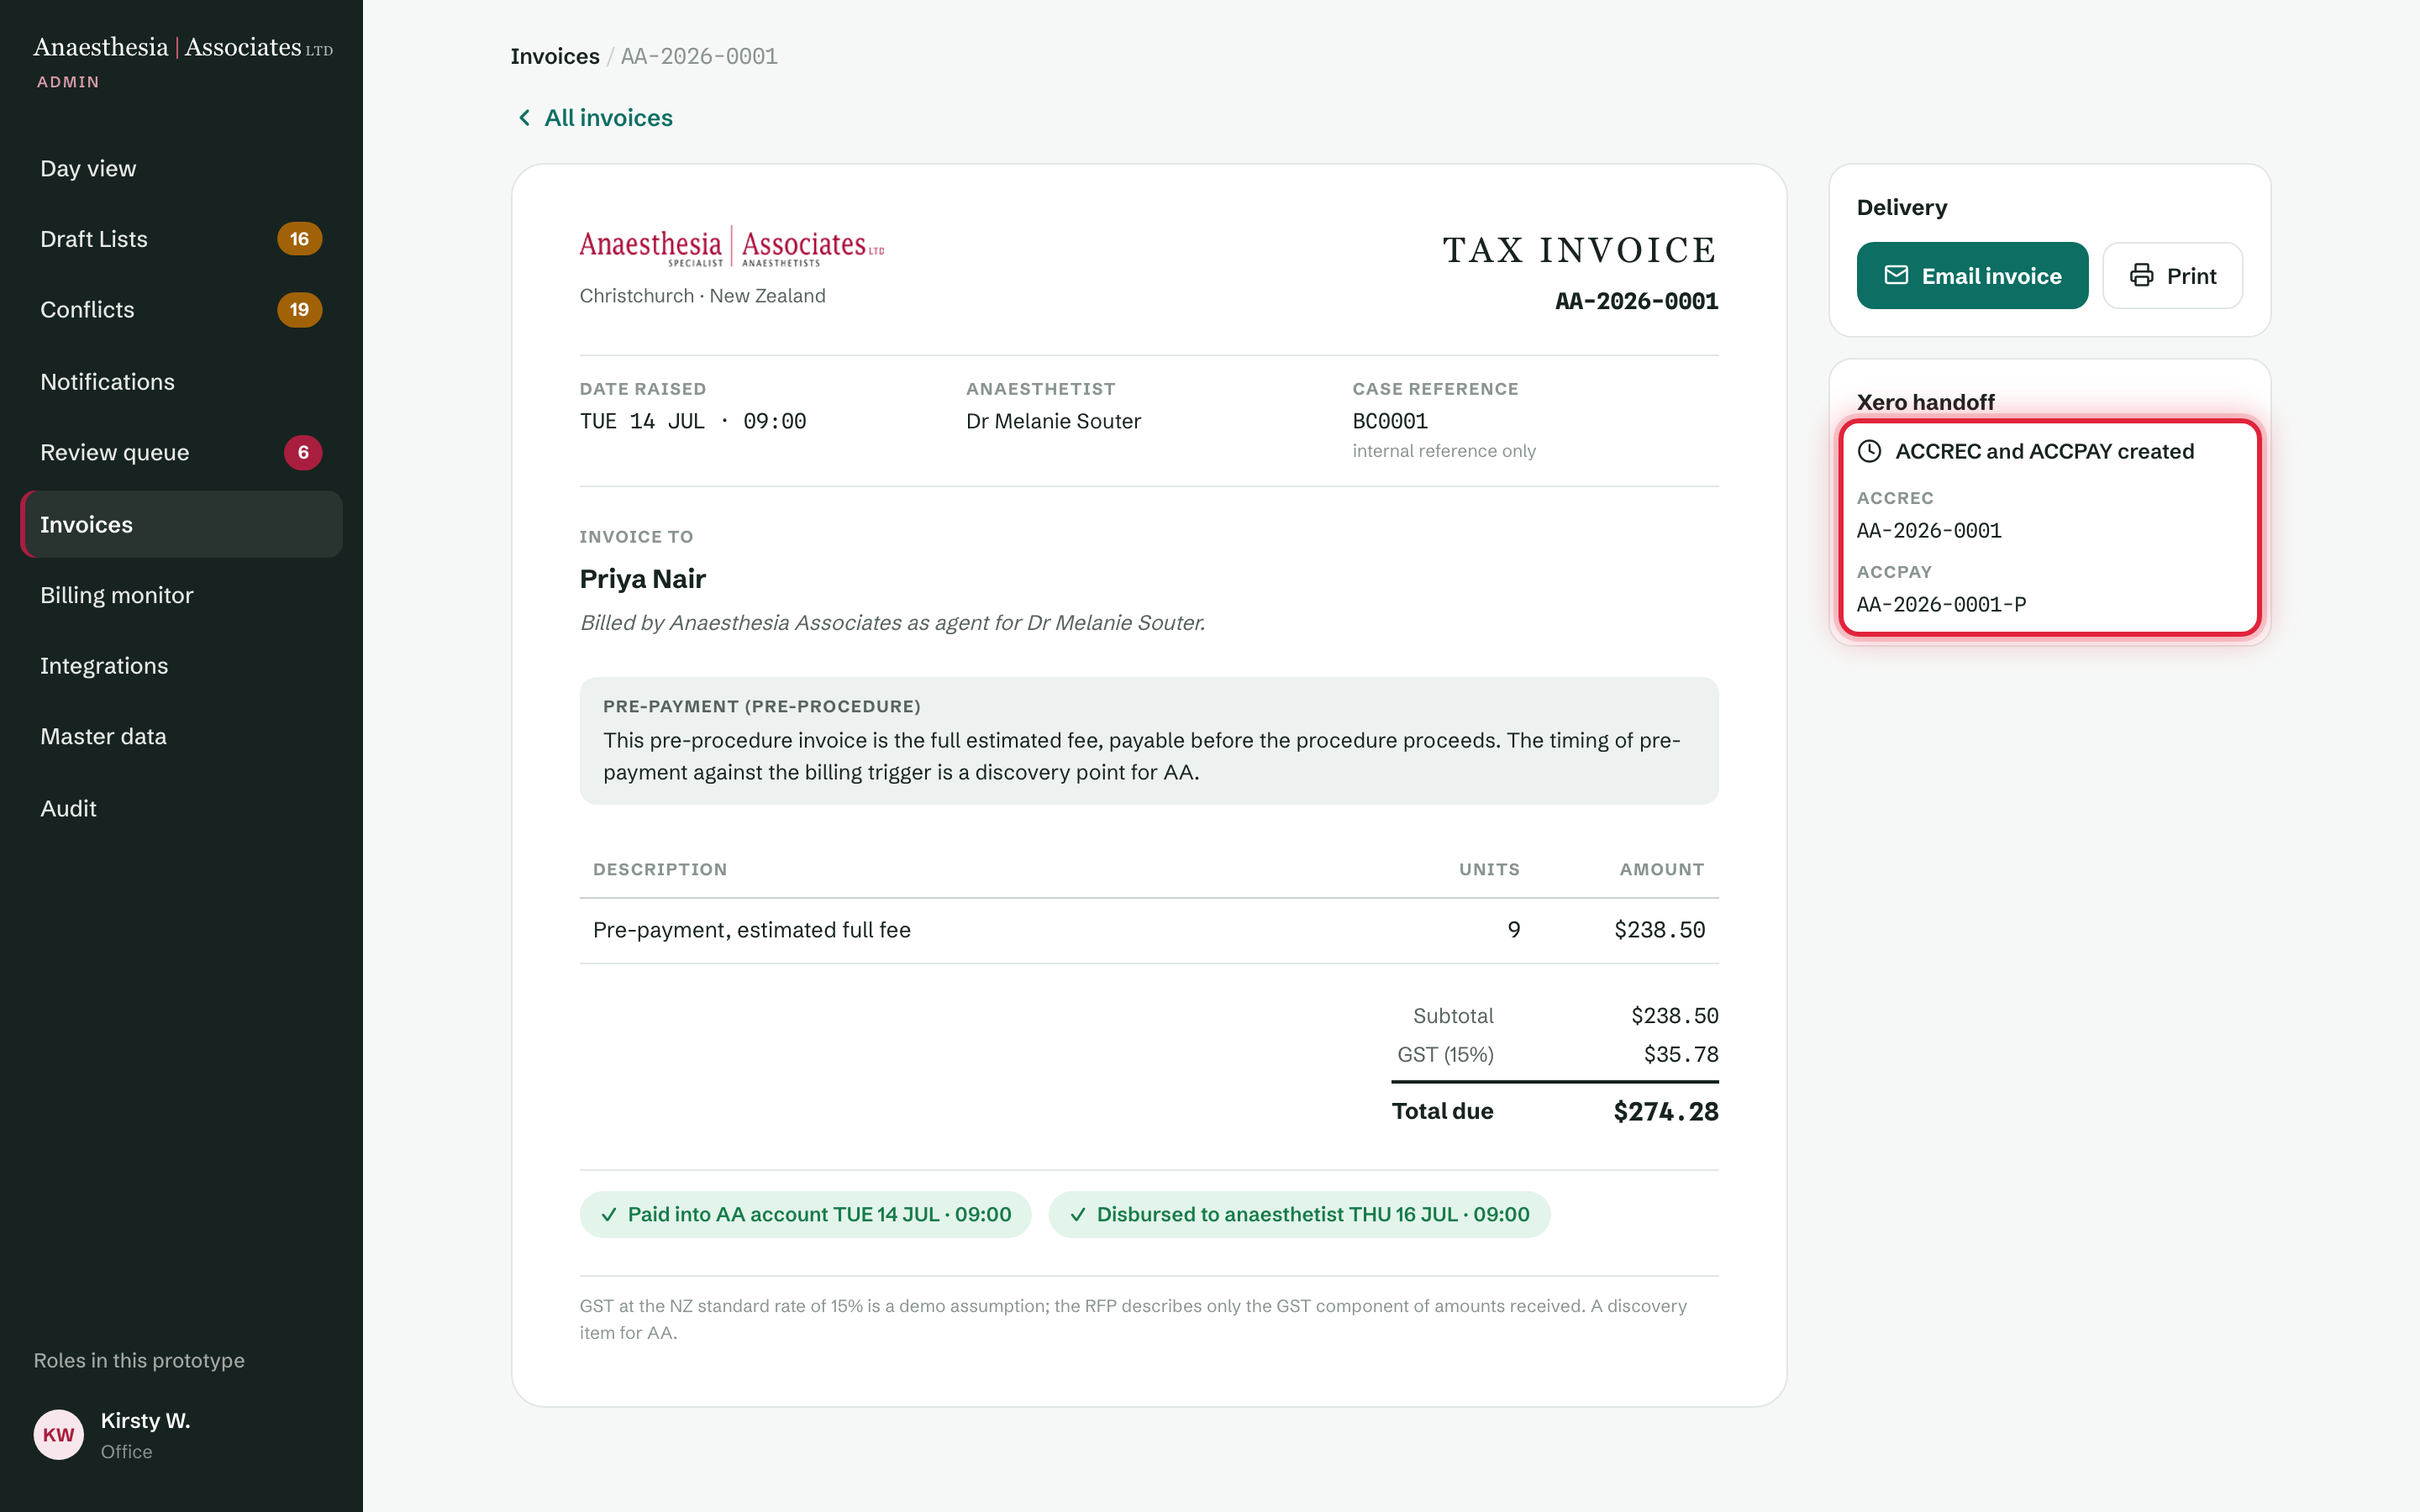 Anaesthesia | Associates LTD
ADMIN
Day view
Draft Lists 16
Conflicts 19
Notifications
Review queue 6
Invoices
Billing monitor
Integrations
Master data
Audit
Roles in this prototype
KW
Kirsty W.
Office
Invoices / AA-2026-0001
All invoices
Anaesthesia | Associates LTD
SPECIALIST ANAESTHETISTS
Christchurch · New Zealand
TAX INVOICE
AA-2026-0001
DATE RAISED
TUE 14 JUL · 09:00
ANAESTHETIST
Dr Melanie Souter
CASE REFERENCE
BC0001
internal reference only
INVOICE TO
Priya Nair
Billed by Anaesthesia Associates as agent for Dr Melanie Souter.
PRE-PAYMENT (PRE-PROCEDURE)
This pre-procedure invoice is the full estimated fee, payable before the procedure proceeds. The timing of pre-
payment against the billing trigger is a discovery point for AA.
DESCRIPTION UNITS AMOUNT
Pre-payment, estimated full fee 9 $238.50
Subtotal $238.50
GST (15%) $35.78
Total due $274.28
Paid into AA account TUE 14 JUL · 09:00
Disbursed to anaesthetist THU 16 JUL · 09:00
GST at the NZ standard rate of 15% is a demo assumption; the RFP describes only the GST component of amounts received. A discovery
item for AA.
Delivery
Email invoice
Print
Xero handoff
ACCREC and ACCPAY created
ACCREC
AA-2026-0001
ACCPAY
AA-2026-0001-P